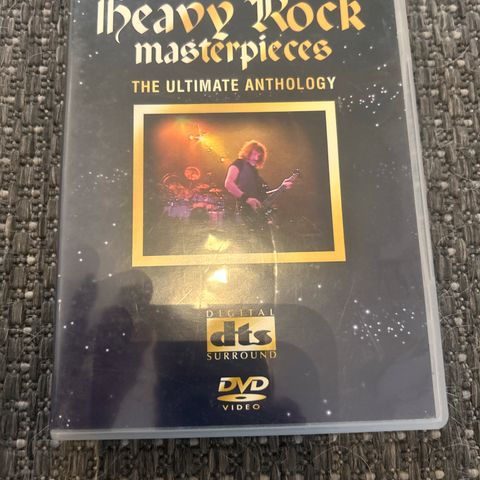 Heavy Rock
masterpieces
THE ULTIMATE ANTHOLOGY
DIGITAL
dts
SURROUND
DVD
VIDEO